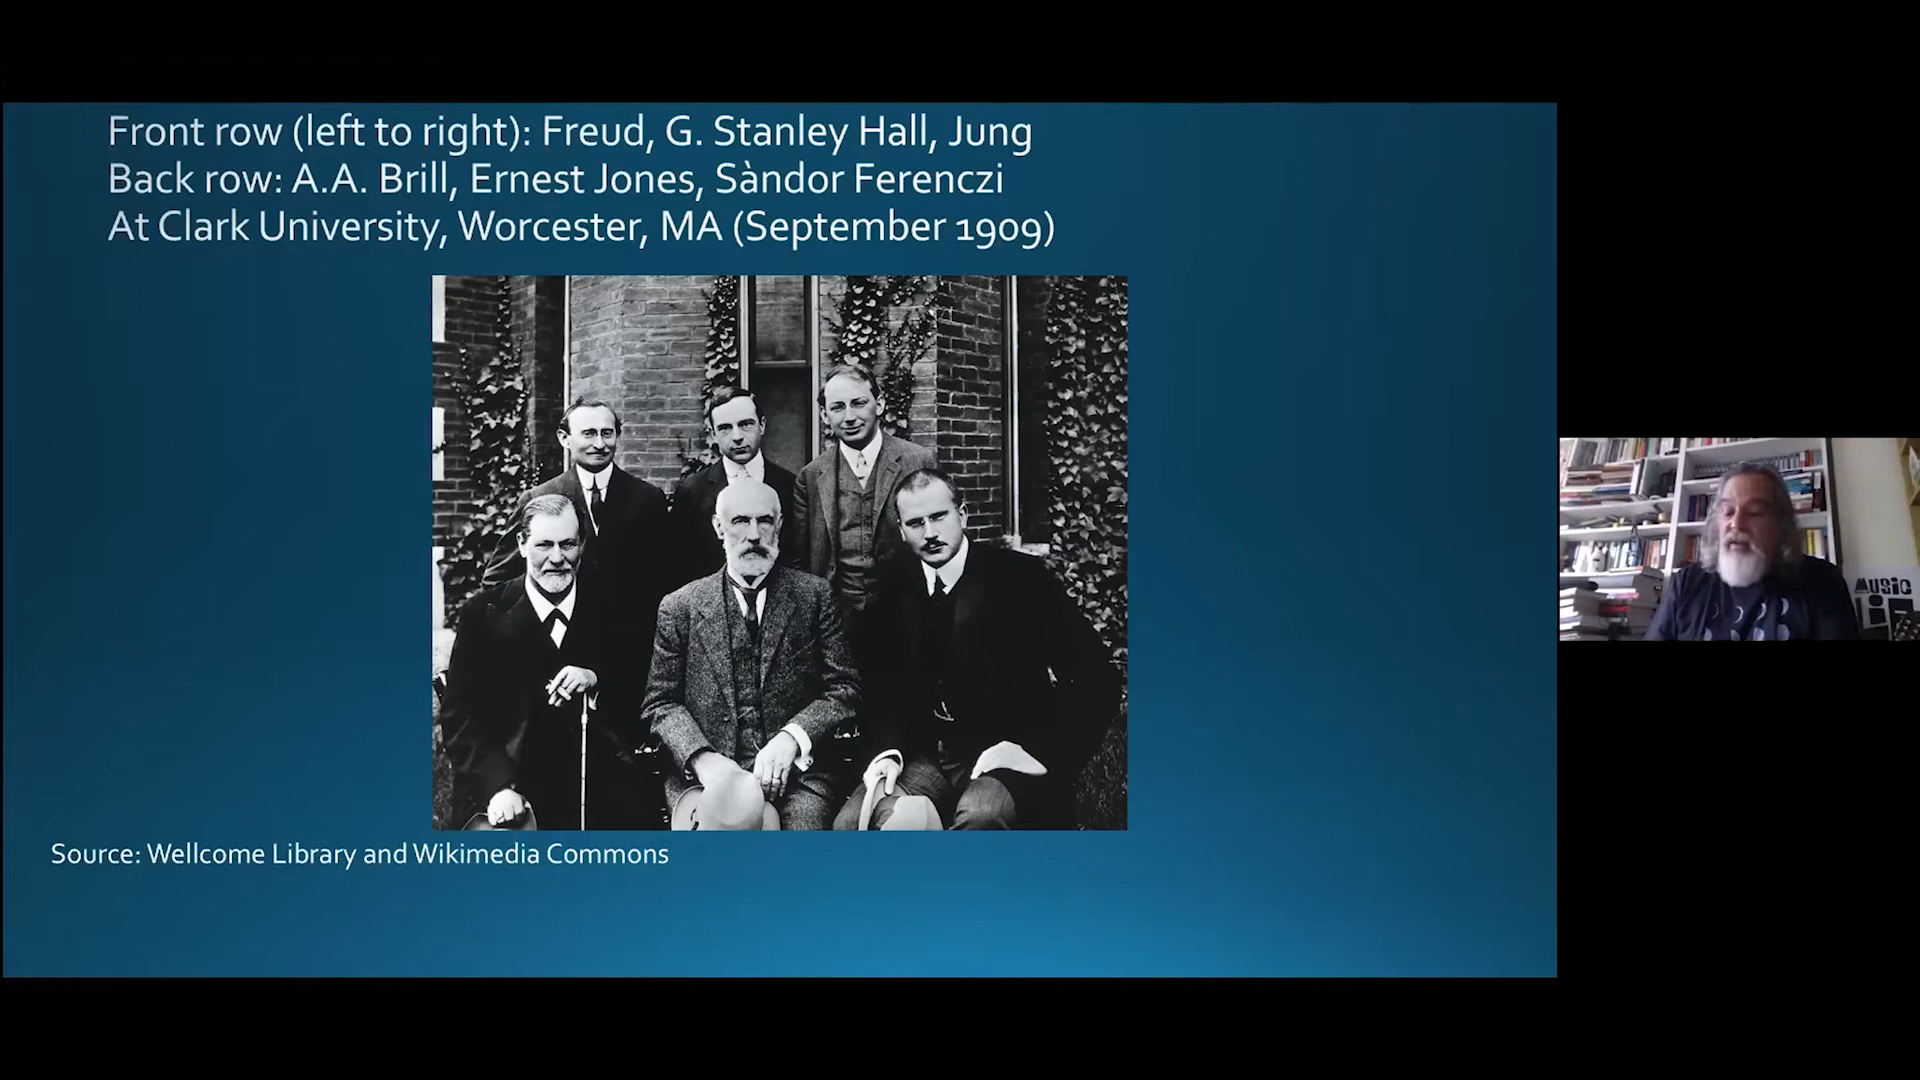 Front row (left to right): Freud, G. Stanley Hall, Jung
Back row: A.A. Brill, Ernest Jones, Sàndor Ferenczi
At Clark University, Worcester, MA (September 1909)
Source: Wellcome Library and Wikimedia Commons
MUSIC